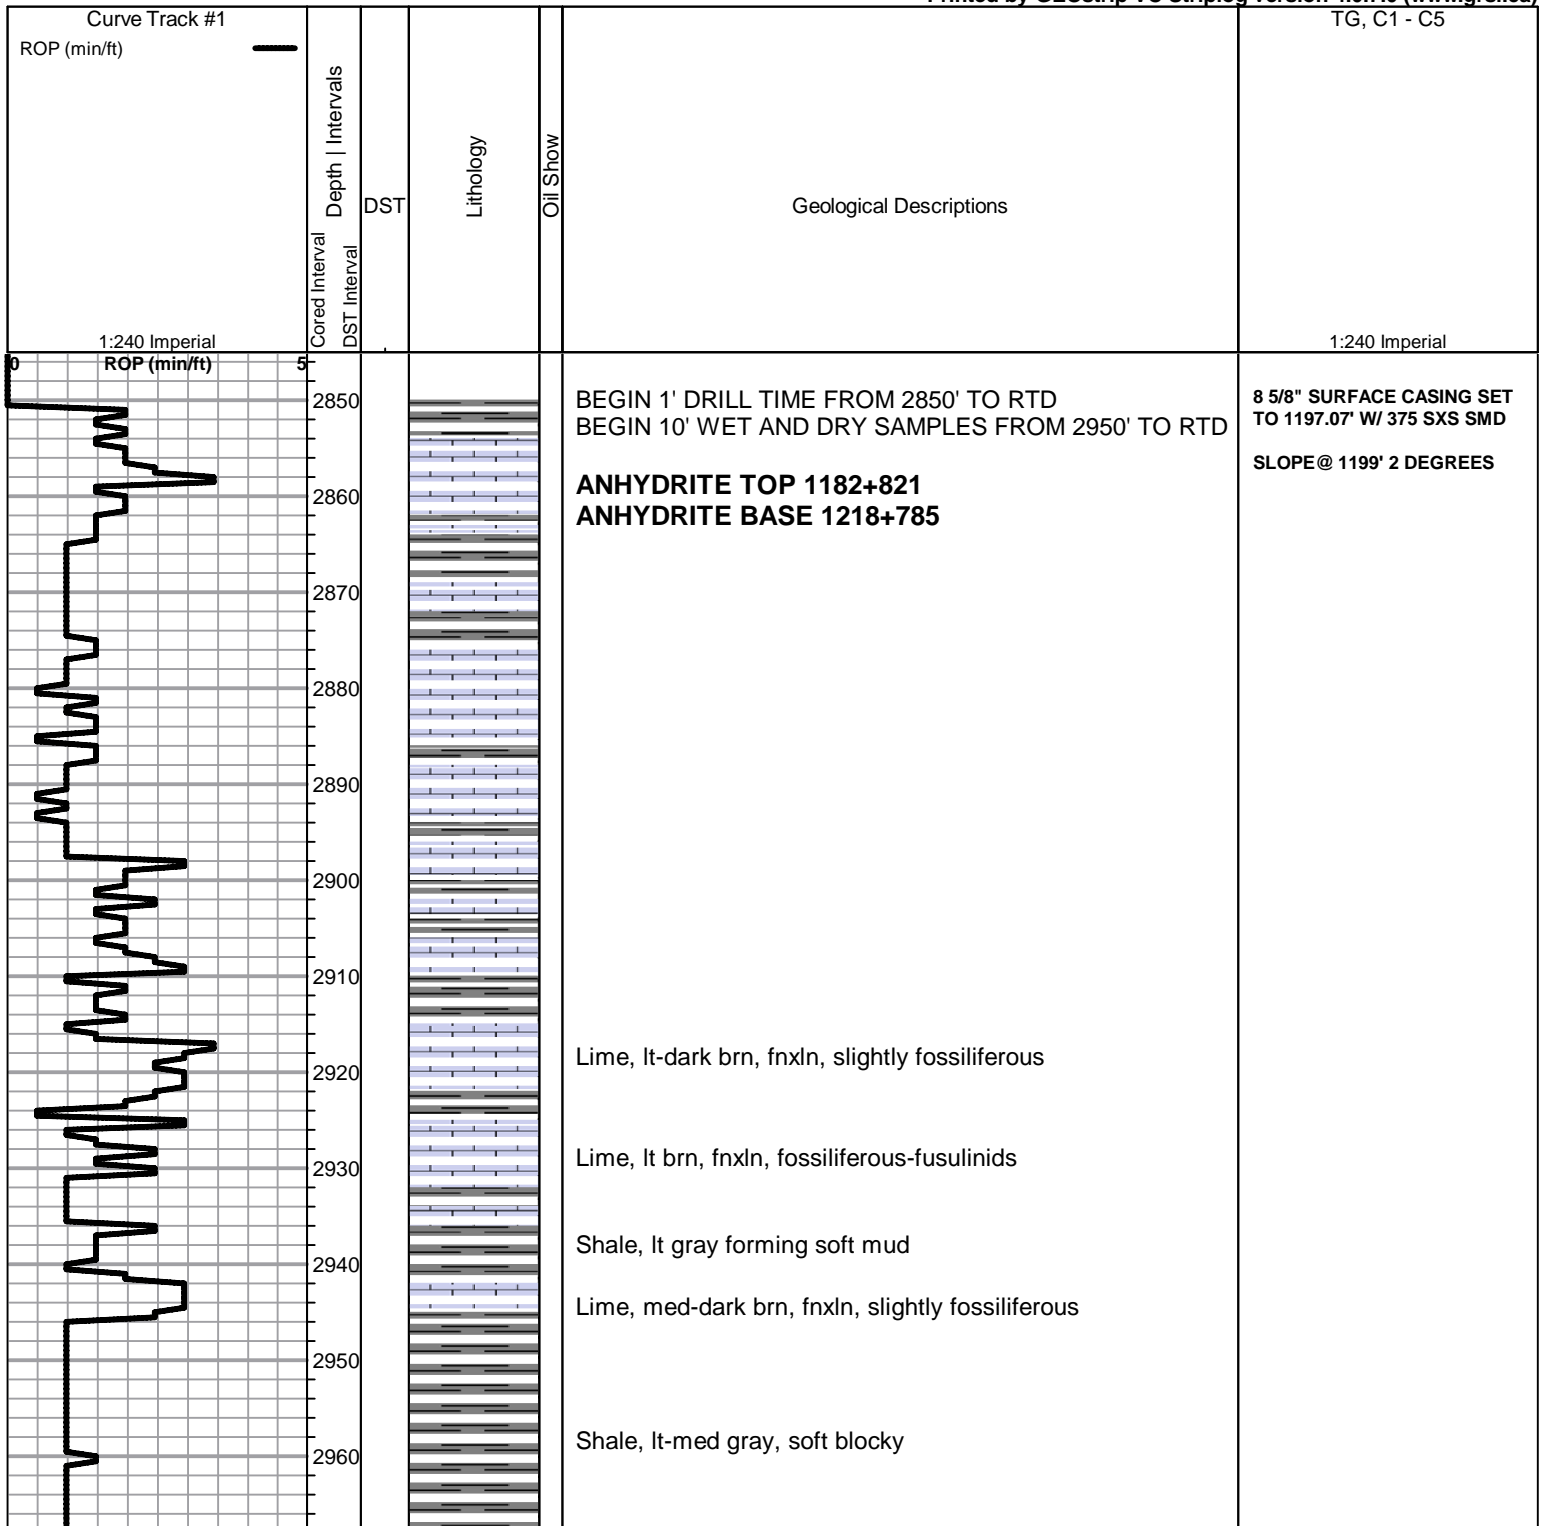 Curve Track #1
ROP (min/ft)
1:240 Imperial
Depth | Intervals
Cored Interval
DST Interval
DST
Lithology
Oil Show
Geological Descriptions
TG, C1 - C5
1:240 Imperial
0 ROP (min/ft) 5
2850
2860
2870
2880
2890
2900
2910
2920
2930
2940
2950
2960
BEGIN 1' DRILL TIME FROM 2850' TO RTD
BEGIN 10' WET AND DRY SAMPLES FROM 2950' TO RTD
ANHYDRITE TOP 1182+821
ANHYDRITE BASE 1218+785
Lime, lt-dark brn, fnxln, slightly fossiliferous
Lime, lt brn, fnxln, fossiliferous-fusulinids
Shale, lt gray forming soft mud
Lime, med-dark brn, fnxln, slightly fossiliferous
Shale, lt-med gray, soft blocky
8 5/8" SURFACE CASING SET
TO 1197.07' W/ 375 SXS SMD
SLOPE@ 1199' 2 DEGREES